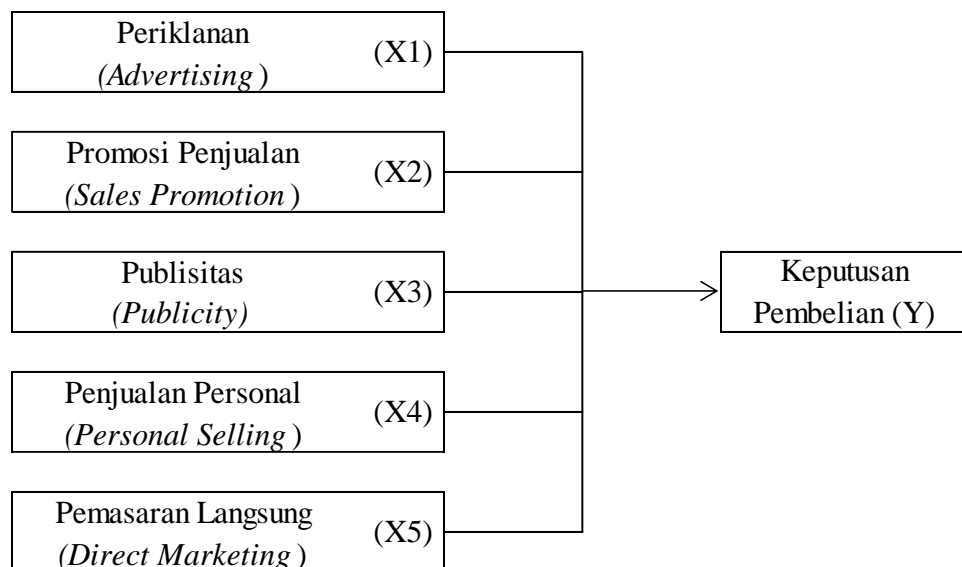 Periklanan
(Advertising)
(X1)
Promosi Penjualan
(Sales Promotion)
(X2)
Publisitas
(Publicity)
(X3)
Keputusan
Pembelian (Y)
Penjualan Personal
(Personal Selling)
(X4)
Pemasaran Langsung
(Direct Marketing)
(X5)